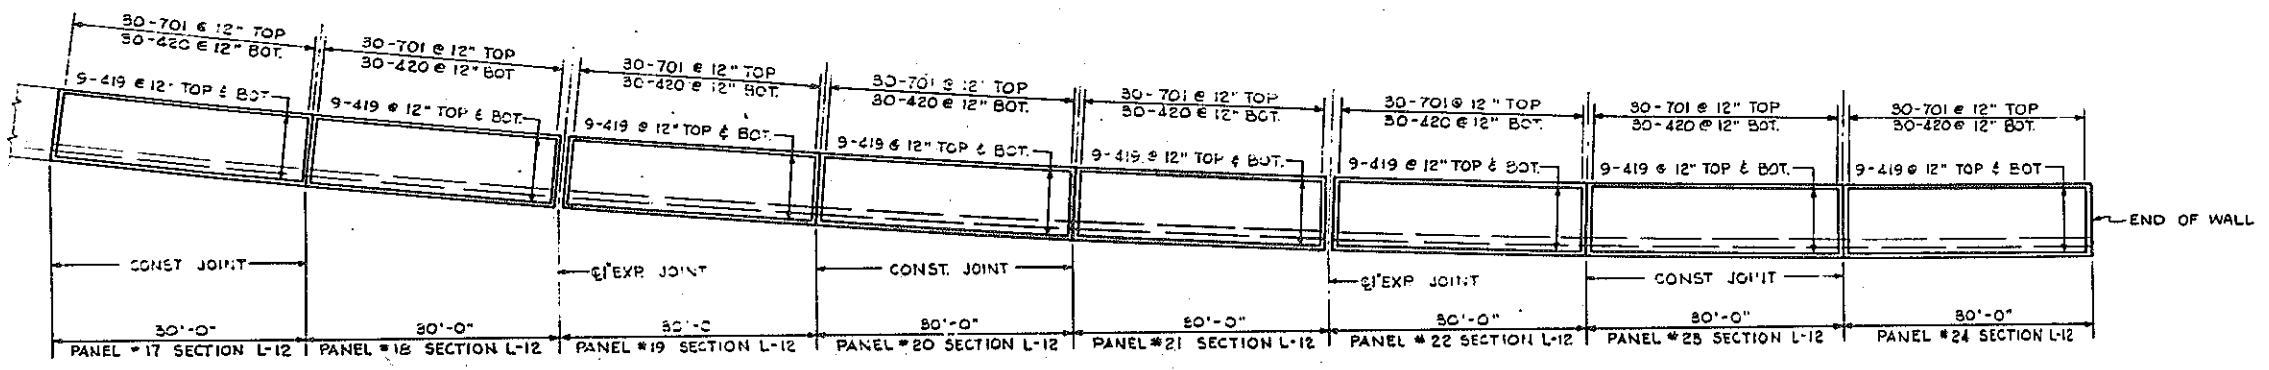 30-701 @ 12" TOP
30-420 @ 12" BOT.
9-419 @ 12" TOP & BOT.
30-701 @ 12" TOP
30-420 @ 12" BOT
9-419 @ 12" TOP & BOT.
30-701 @ 12" TOP
30-420 @ 12" BOT.
9-419 @ 12" TOP & BOT.
30-701 @ 12" TOP
30-420 @ 12" BOT.
9-419 @ 12" TOP & BOT.
30-701 @ 12" TOP
30-420 @ 12" BOT.
9-419 @ 12" TOP & BOT.
30-701 @ 12" TOP
30-420 @ 12" BOT.
9-419 @ 12" TOP & BOT.
30-701 @ 12" TOP
30-420 @ 12" BOT.
9-419 @ 12" TOP & BOT.
30-701 @ 12" TOP
30-420 @ 12" BOT.
9-419 @ 12" TOP & BOT
END OF WALL
CONST JOINT
℄ 1" EXP. JOINT
CONST. JOINT
℄ 1" EXP. JOINT
CONST JOINT
30'-0"
PANEL #17 SECTION L-12
30'-0"
PANEL #18 SECTION L-12
30'-0
PANEL #19 SECTION L-12
30'-0"
PANEL #20 SECTION L-12
30'-0"
PANEL #21 SECTION L-12
30'-0"
PANEL #22 SECTION L-12
30'-0"
PANEL #23 SECTION L-12
30'-0"
PANEL #24 SECTION L-12